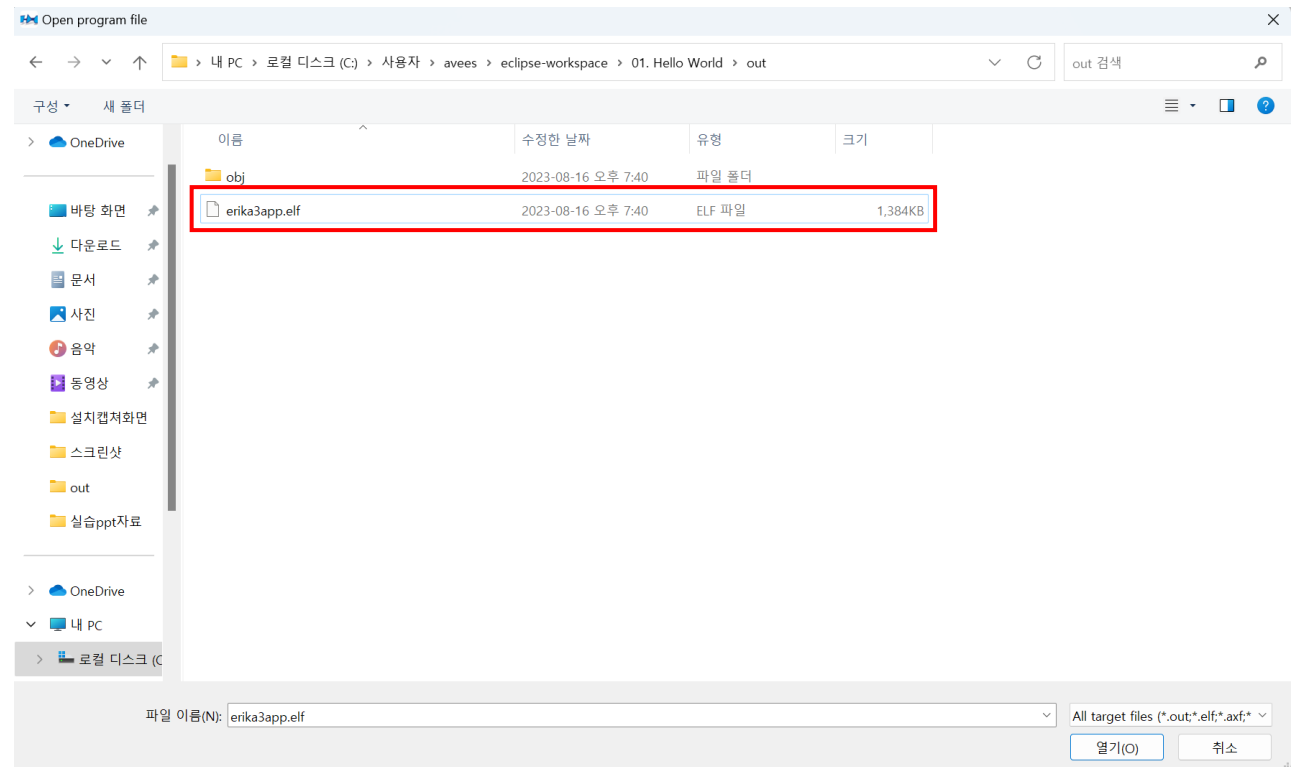 Open program file
내 PC > 로컬 디스크 (C:) > 사용자 > avees > eclipse-workspace > 01. Hello World > out
out 검색
구성 새 폴더
OneDrive
바탕 화면
다운로드
문서
사진
음악
동영상
설치캡쳐화면
스크린샷
out
실습ppt자료
OneDrive
내 PC
로컬 디스크 (C
이름 수정한 날짜 유형 크기
obj 2023-08-16 오후 7:40 파일 폴더
erika3app.elf 2023-08-16 오후 7:40 ELF 파일 1,384KB
파일 이름(N): erika3app.elf
All target files (*.out;*.elf;*.axf;*
열기(O) 취소